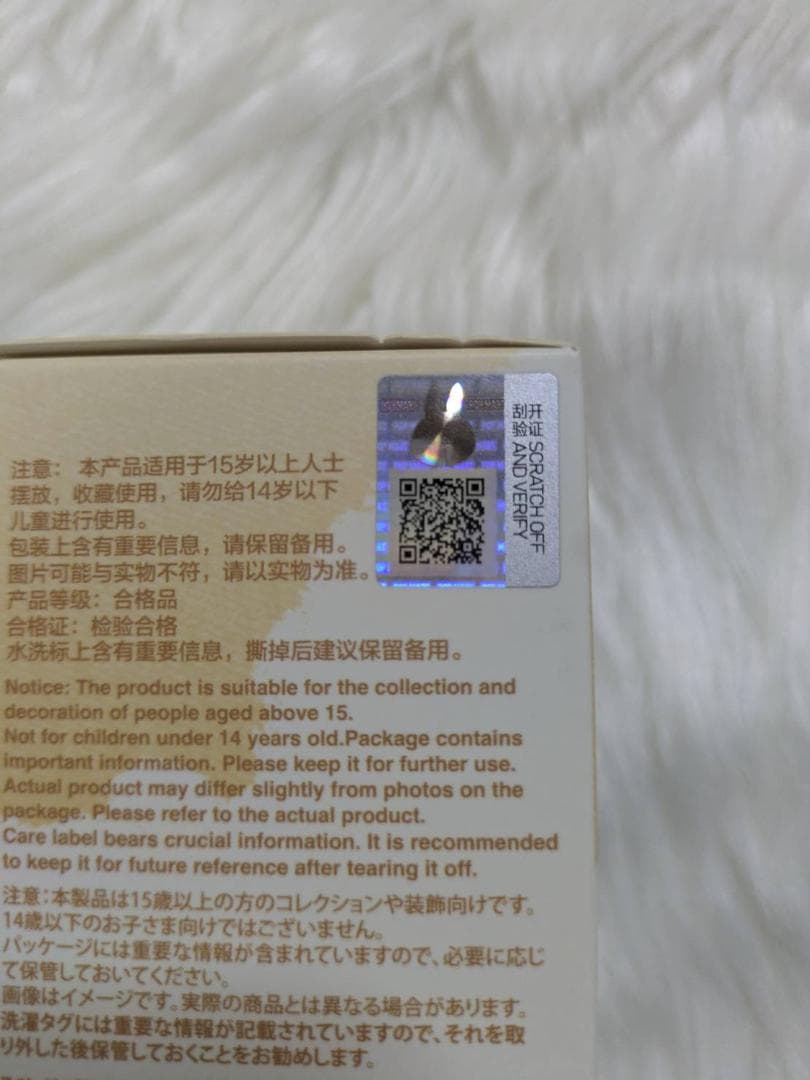 开证 SCRATCH OFF
刮验 AND VERIFY
注意： 本产品适用于15岁以上人士
摆放，收藏使用，请勿给14岁以下
儿童进行使用。
包装上含有重要信息，请保留备用。
图片可能与实物不符，请以实物为准。
产品等级：合格品
合格证：检验合格
水洗标上含有重要信息，撕掉后建议保留备用。
Notice: The product is suitable for the collection and
decoration of people aged above 15.
Not for children under 14 years old.Package contains
important information. Please keep it for further use.
Actual product may differ slightly from photos on the
package. Please refer to the actual product.
Care label bears crucial information. It is recommended
to keep it for future reference after tearing it off.
注意：本製品は15歳以上の方のコレクションや装飾向けです。
14歳以下のお子さま向けではございません。
パッケージには重要な情報が含まれていますので、必要に応じ
て保管しておいてください。
画像はイメージです。実際の商品とは異なる場合があります。
洗濯タグには重要な情報が記載されていますので、それを取
り外した後保管しておくことをお勧めします。